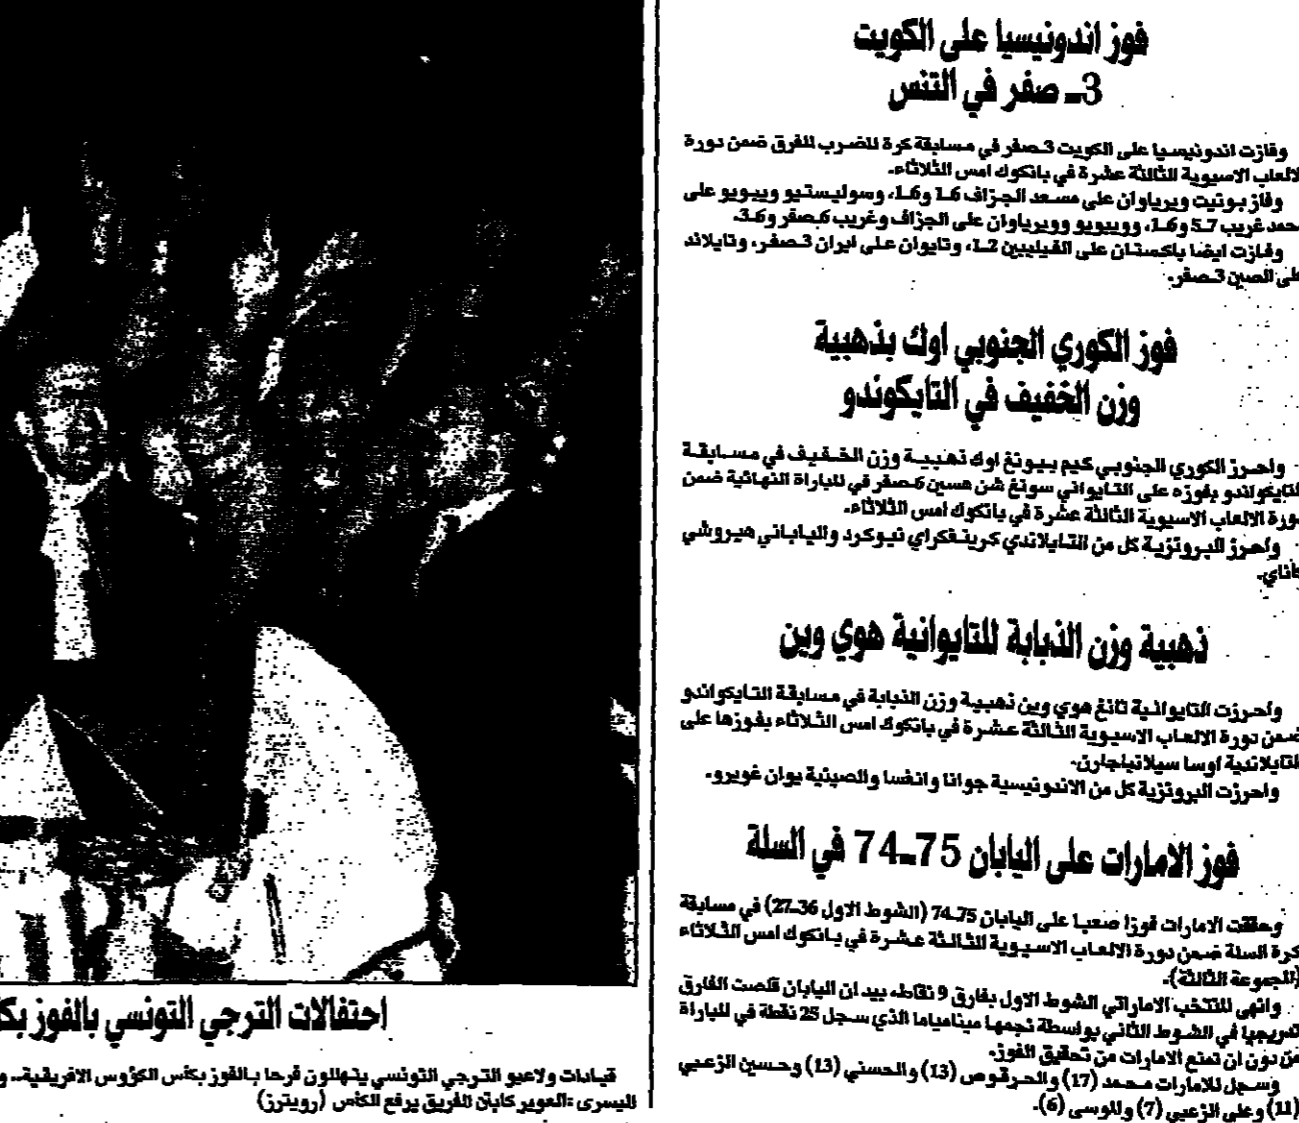 فوز اندونيسيا على الكويت
3ـ صفر في التنس
وفازت اندونيسيا على الكويت 3ـصفر في مسابقة كرة المضرب للفرق ضمن دورة
الالعاب الاسيوية الثالثة عشرة في بانكوك امس الثلاثاء.
وفاز بونيت ويرياوان على مسعد الجزاف 6ـ1 و6ـ1، وسوليستيو وييويو على
محمد غريب 7ـ5 و6ـ1، ووييويو وويرياوان على الجزاف وغريب 6ـصفر و6ـ3.
وفازت ايضا باكستان على الفيليبين 2ـ1، وتايوان على ايران 3ـصفر، وتايلاند
على الصين 3ـصفر.
فوز الكوري الجنوبي اوك بذهبية
وزن الخفيف في التايكوندو
واحرز الكوري الجنوبي كيم بيونغ اوك ذهبية وزن الخفيف في مسابقة
التايكواندو بفوزه على التايواني سونغ شن هسين 6ـصفر في المباراة النهائية ضمن
دورة الالعاب الاسيوية الثالثة عشرة في بانكوك امس الثلاثاء.
واحرز البرونزية كل من التايلاندي كرينفكراي تيوكرد والياباني هيروشي
ذهبية وزن الذبابة للتايوانية هوي وين
واحرزت التايوانية تانغ هوي وين ذهبية وزن الذبابة في مسابقة التايكواندو
ضمن دورة الالعاب الاسيوية الثالثة عشرة في بانكوك امس الثلاثاء بفوزها على
التايلاندية اوسا سيلانياجارن.
واحرزت البرونزية كل من الاندونيسية جوانا وانغسا والصينية يوان غويرو.
فوز الامارات على اليابان 75ـ74 في السلة
وحققت الامارات فوزا صعبا على اليابان 75ـ74 (الشوط الاول 36ـ27) في مسابقة
كرة السلة ضمن دورة الالعاب الاسيوية الثالثة عشرة في بانكوك امس الثلاثاء
(المجموعة الثالثة).
وانهى المنتخب الاماراتي الشوط الاول بفارق 9 نقاط، بيد ان اليابان قلصت الفارق
تدريجيا في الشوط الثاني بواسطة نجمها مينامياما الذي سجل 25 نقطة في المباراة
من دون ان تمنع الامارات من تحقيق الفوز.
وسجل للامارات محمد (17) والحرقوص (13) والحسني (13) وحسين الزعبي
(11) وعلي الزعبي (7) والموسى (6).
احتفالات الترجي التونسي بالفوز بكا
قيادات ولاعبو الترجي التونسي يتهللون فرحا بالفوز بكأس الكؤوس الافريقية.. و
اليسرى :العوير كابتن الفريق يرفع الكأس (رويترز)